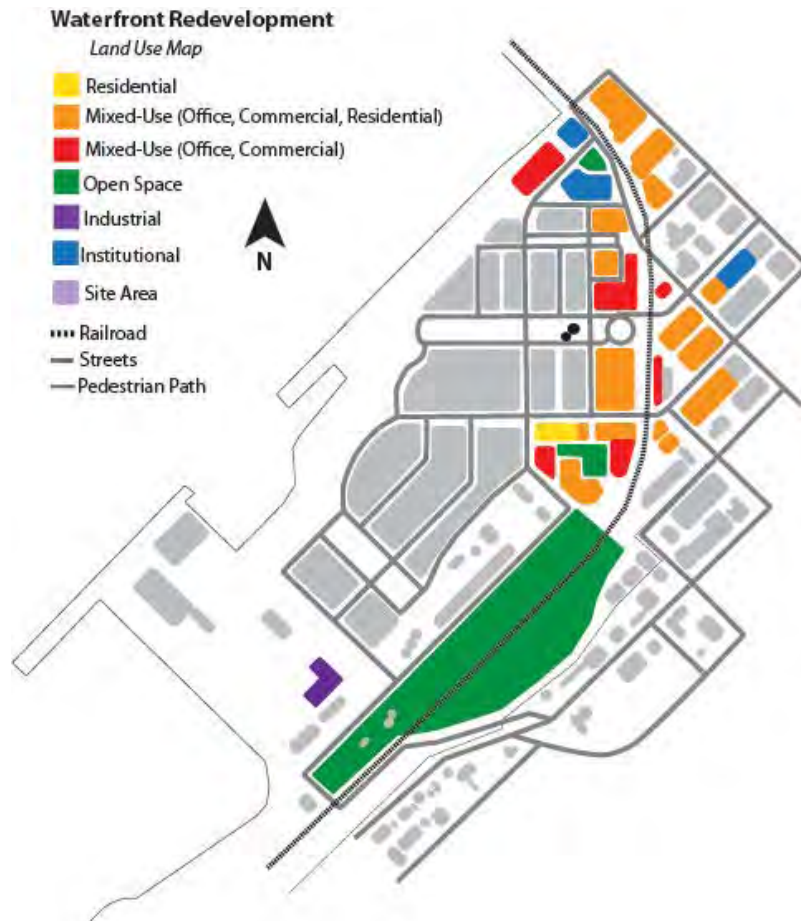 Waterfront Redevelopment
Land Use Map
Residential
Mixed-Use (Office, Commercial, Residential)
Mixed-Use (Office, Commercial)
Open Space
Industrial
Institutional
Site Area
Railroad
Streets
Pedestrian Path
N